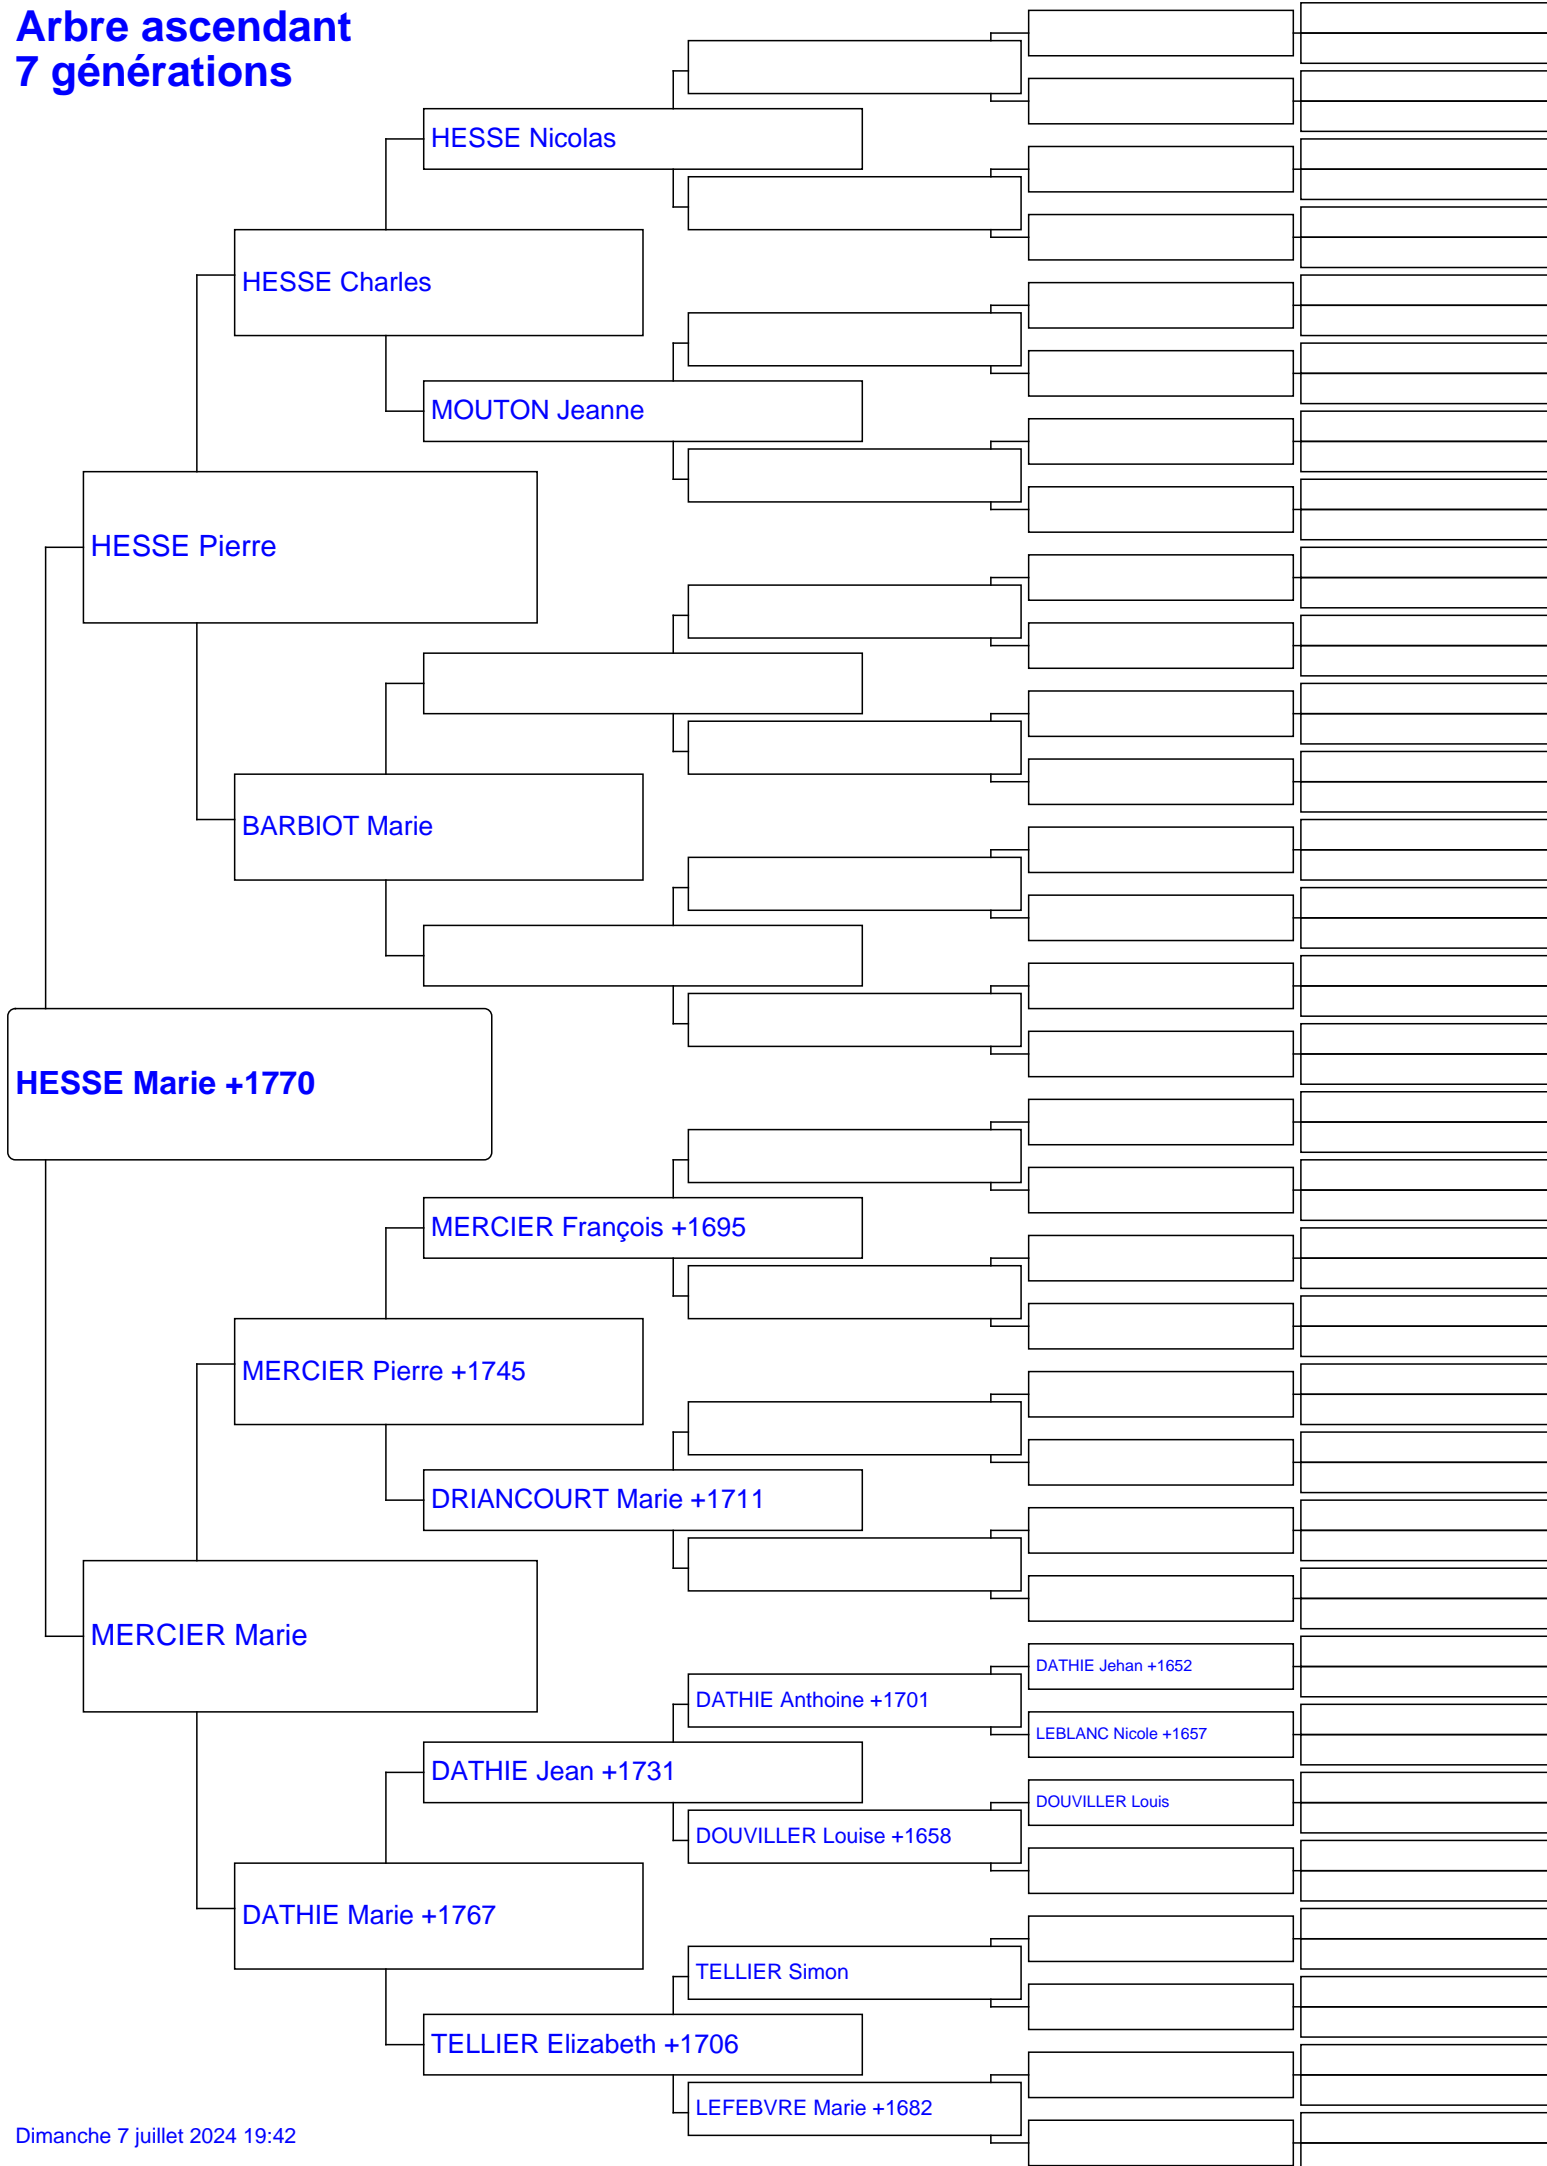 Arbre ascendant
7 générations
HESSE Nicolas
HESSE Charles
MOUTON Jeanne
HESSE Pierre
BARBIOT Marie
HESSE Marie +1770
MERCIER François +1695
MERCIER Pierre +1745
DRIANCOURT Marie +1711
MERCIER Marie
DATHIE Jehan +1652
DATHIE Anthoine +1701
LEBLANC Nicole +1657
DATHIE Jean +1731
DOUVILLER Louis
DOUVILLER Louise +1658
DATHIE Marie +1767
TELLIER Simon
TELLIER Elizabeth +1706
LEFEBVRE Marie +1682
Dimanche 7 juillet 2024 19:42